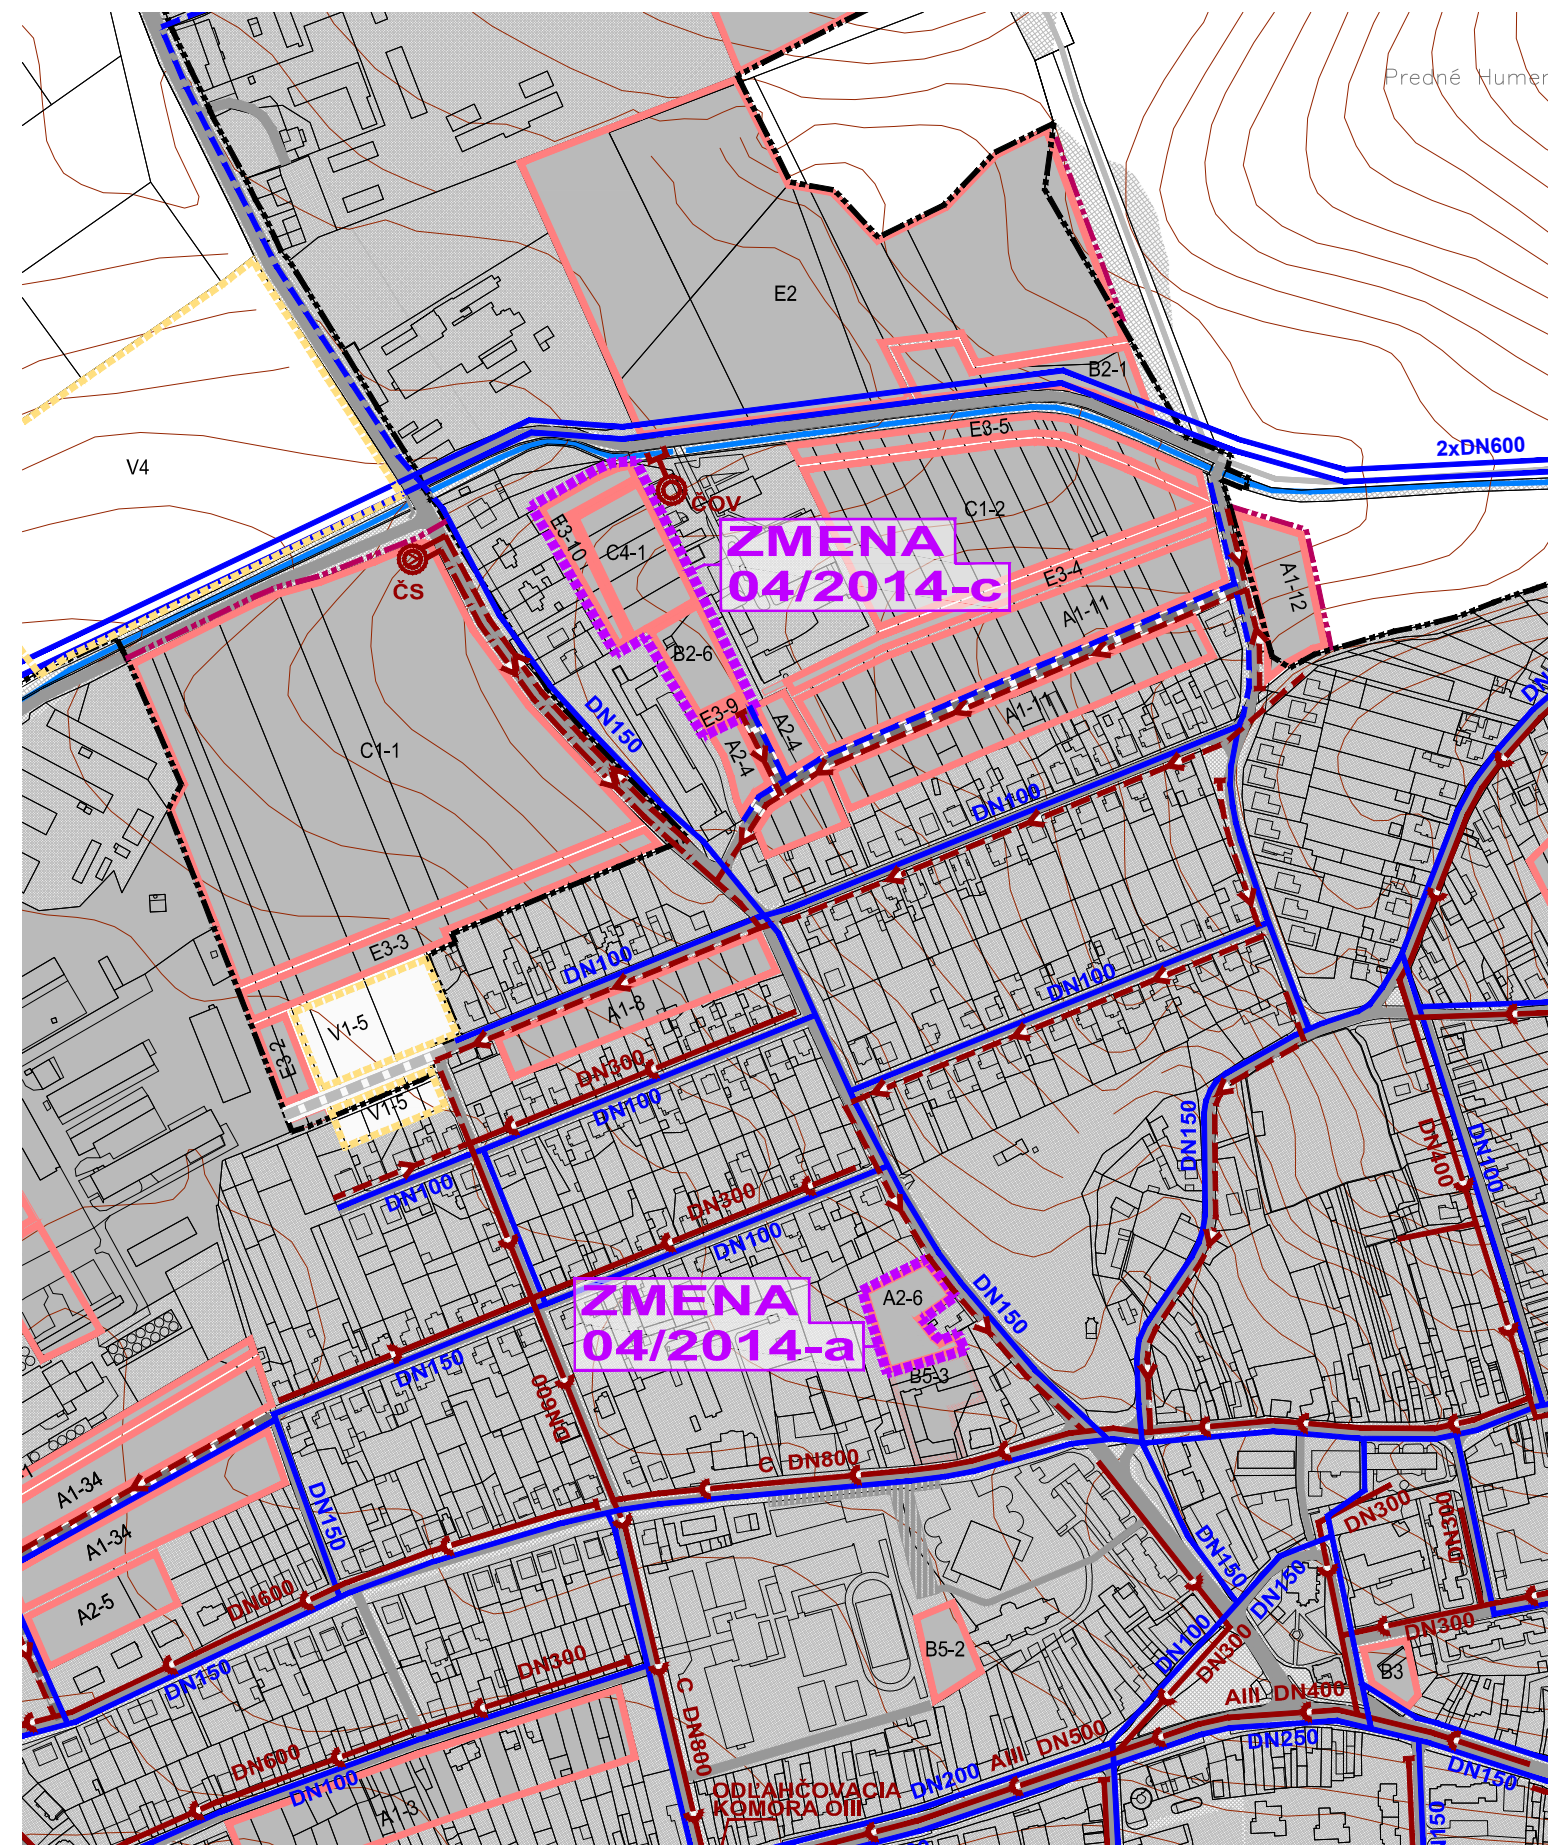 Predné Humen
E2
B2-1
E3-5
2xDN600
V4
ČOV
C1-2
E3-10
C4-1
ZMENA
04/2014-c
ČS
E3-4
A1-12
A1-11
B2-6
DN150
E3-9
A2-4
A2-4
A1-11
DN
C1-1
DN100
E3-3
DN100
DN100
A1-8
V1-5
E3-2
DN300
V1-5
DN100
DN150
DN400
DN100
DN100
DN300
DN100
ZMENA
04/2014-a
A2-6
DN150
B5-3
DN150
DN600
C DN800
A1-34
A1-34
DN150
DN300
DN300
DN150
DN150
A2-5
DN600
DN100
DN300
DN300
DN150
DN300
B5-2
B3
C DN800
AIII DN400
AIII DN500
DN250
DN600
DN100
DN200
DN150
A1-3
ODĽAHČOVACIA
KOMORA OIII